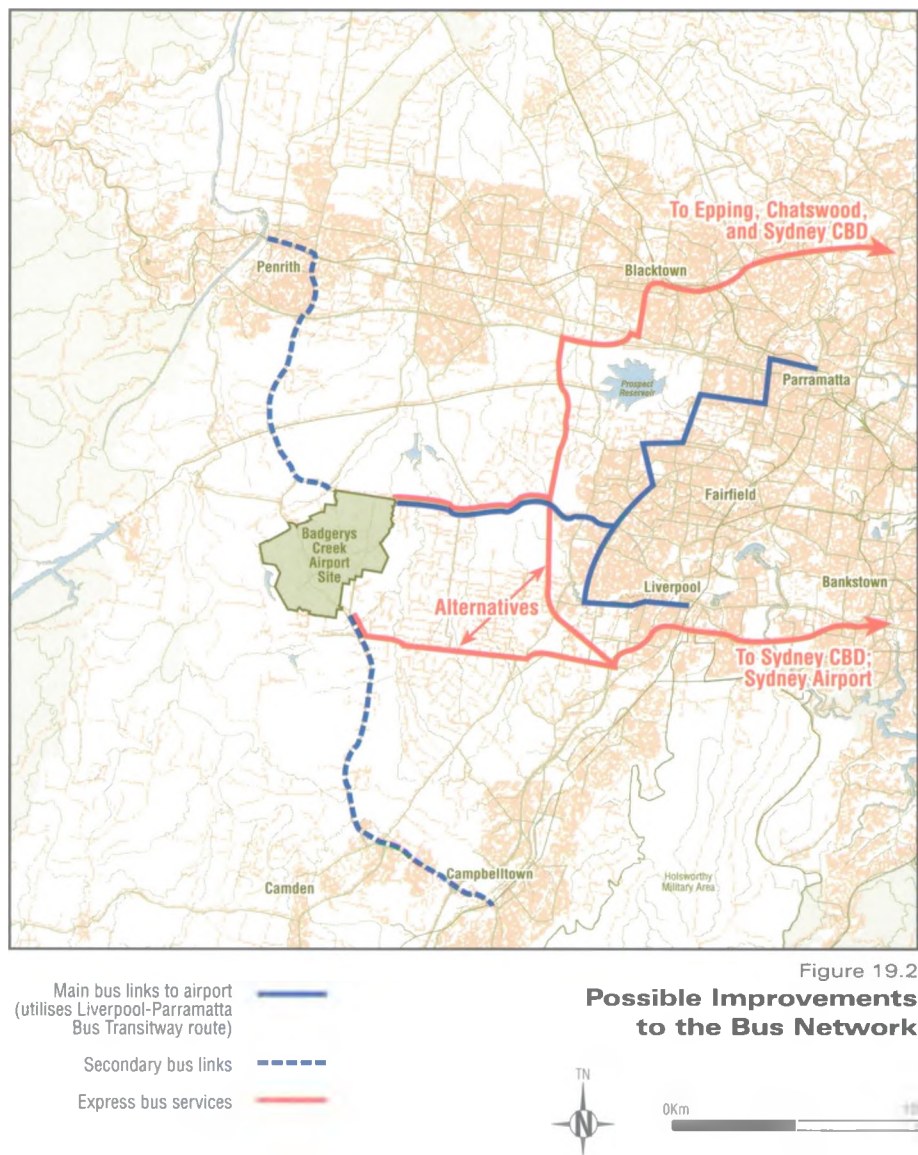 To Epping, Chatswood,
and Sydney CBD
Penrith
Blacktown
Prospect
Reservoir
Parramatta
Fairfield
Badgerys
Creek
Airport
Site
Liverpool
Bankstown
Alternatives
To Sydney CBD;
Sydney Airport
Campbelltown
Camden
Holsworthy
Military Area
Figure 19.2
Possible Improvements
to the Bus Network
Main bus links to airport
(utilises Liverpool-Parramatta
Bus Transitway route)
Secondary bus links
Express bus services
TN
N
0Km